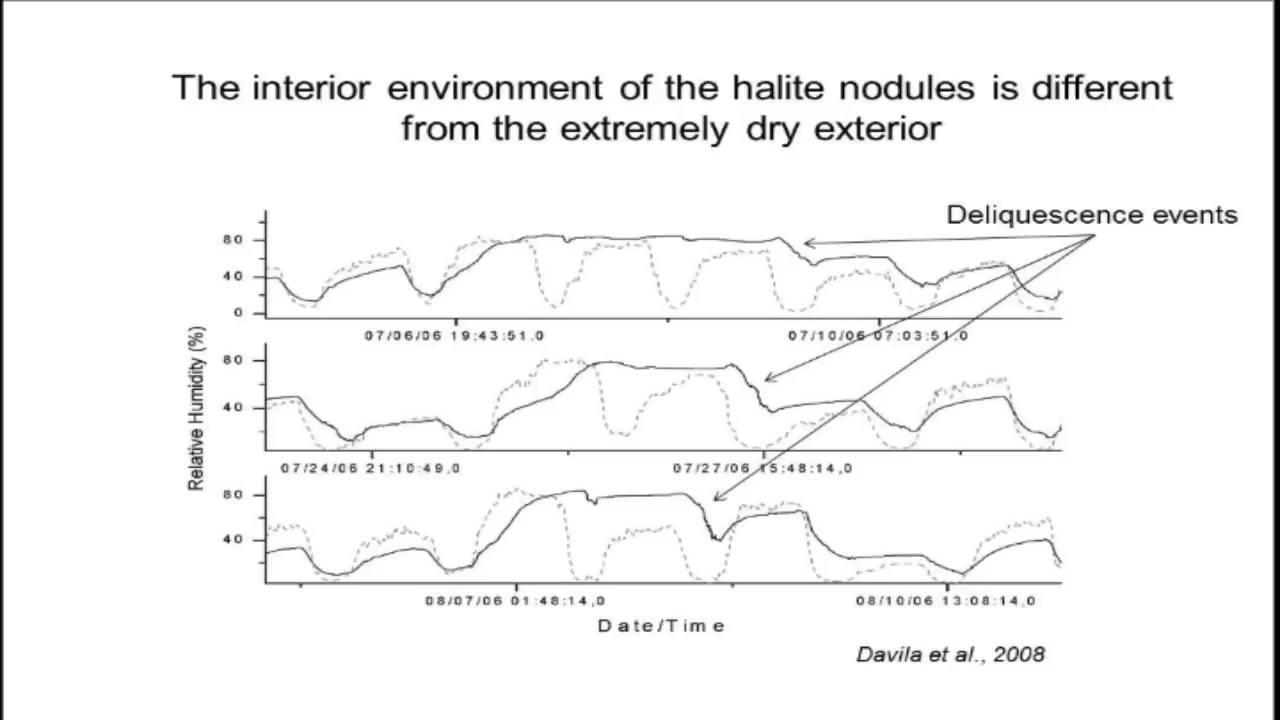 The interior environment of the halite nodules is different
from the extremely dry exterior
Deliquescence events
Relative Humidity (%)
80
40
0
07/06/06 19:43:51.0
07/10/06 07:03:51.0
80
40
07/24/06 21:10:49,0
07/27/06 15:48:14,0
80
40
08/07/06 01:48:14,0
08/10/06 13:08:14,0
Date/Time
Davila et al., 2008